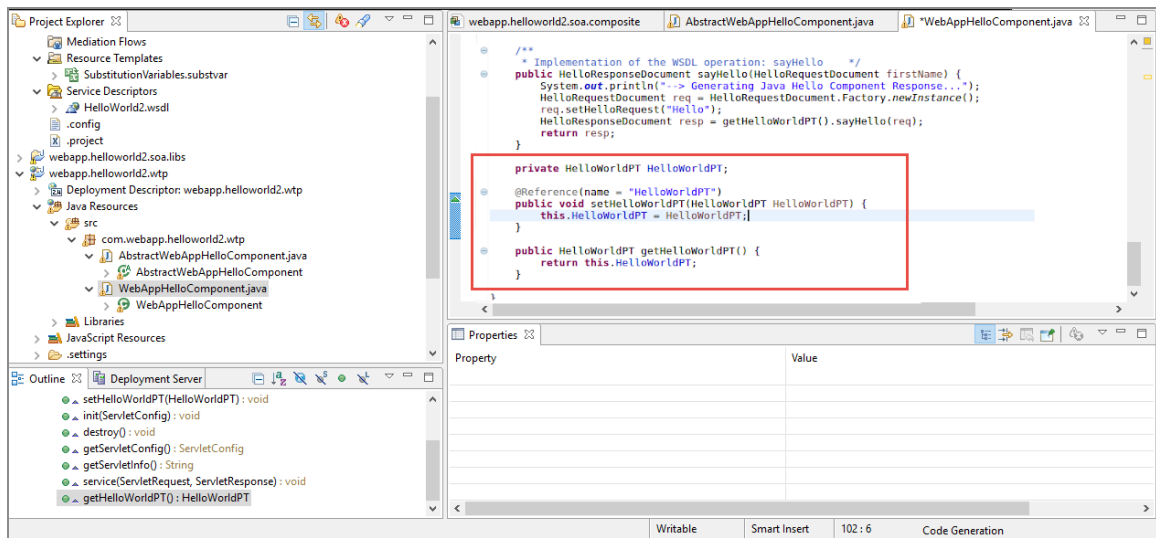 Project Explorer
Mediation Flows
Resource Templates
SubstitutionVariables.substvar
Service Descriptors
HelloWorld2.wsdl
.config
.project
webapp.helloworld2.soa.libs
webapp.helloworld2.wtp
Deployment Descriptor: webapp.helloworld2.wtp
Java Resources
src
com.webapp.helloworld2.wtp
AbstractWebAppHelloComponent.java
AbstractWebAppHelloComponent
WebAppHelloComponent.java
WebAppHelloComponent
Libraries
JavaScript Resources
.settings
Outline Deployment Server
setHelloWorldPT(HelloWorldPT) : void
init(ServletConfig) : void
destroy() : void
getServletConfig() : ServletConfig
getServletInfo() : String
service(ServletRequest, ServletResponse) : void
getHelloWorldPT() : HelloWorldPT
webapp.helloworld2.soa.composite AbstractWebAppHelloComponent.java *WebAppHelloComponent.java
/**
* Implementation of the WSDL operation: sayHello */
public HelloResponseDocument sayHello(HelloRequestDocument firstName) {
System.out.println("--> Generating Java Hello Component Response...");
HelloRequestDocument req = HelloRequestDocument.Factory.newInstance();
req.setHelloRequest("Hello");
HelloResponseDocument resp = getHelloWorldPT().sayHello(req);
return resp;
}
private HelloWorldPT HelloWorldPT;
@Reference(name = "HelloWorldPT")
public void setHelloWorldPT(HelloWorldPT HelloWorldPT) {
this.HelloWorldPT = HelloWorldPT;
}
public HelloWorldPT getHelloWorldPT() {
return this.HelloWorldPT;
}
}
Properties
Property Value
Writable Smart Insert 102 : 6 Code Generation